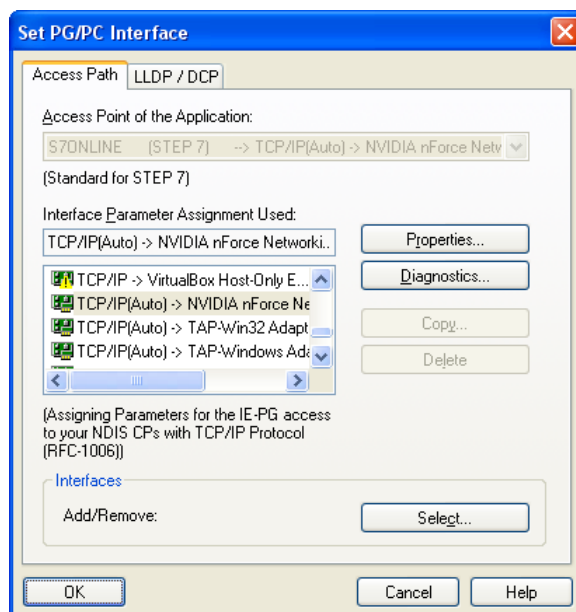 Set PG/PC Interface
Access Path
LLDP / DCP
Access Point of the Application:
S7ONLINE (STEP 7) --> TCP/IP(Auto) -> NVIDIA nForce Netw
(Standard for STEP 7)
Interface Parameter Assignment Used:
TCP/IP(Auto) -> NVIDIA nForce Networki..
Properties...
TCP/IP -> VirtualBox Host-Only E...
Diagnostics...
TCP/IP(Auto) -> NVIDIA nForce Ne
TCP/IP(Auto) -> TAP-Win32 Adapt
Copy...
TCP/IP(Auto) -> TAP-Windows Ada
Delete
(Assigning Parameters for the IE-PG access
to your NDIS CPs with TCP/IP Protocol
(RFC-1006))
Interfaces
Add/Remove:
Select...
OK
Cancel
Help